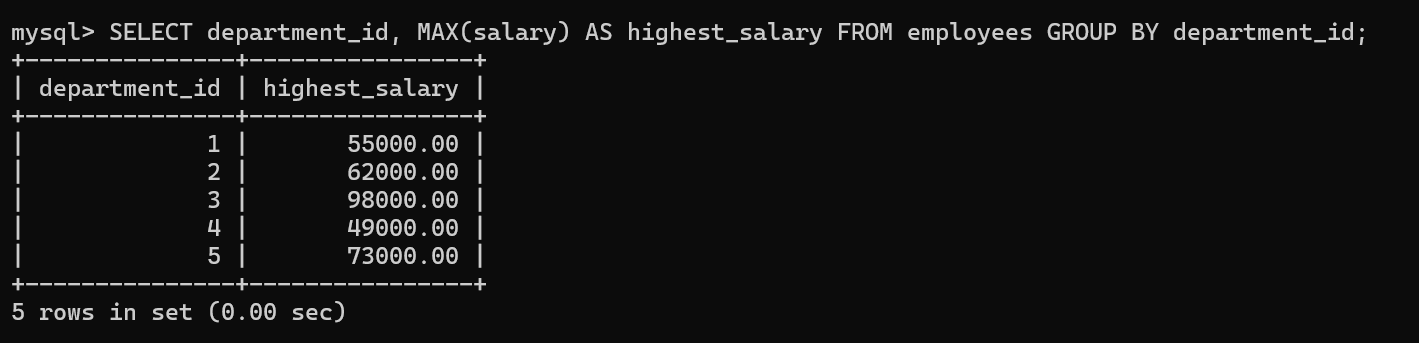 mysql> SELECT department_id, MAX(salary) AS highest_salary FROM employees GROUP BY department_id;
+---------------+----------------+
| department_id | highest_salary |
+---------------+----------------+
|             1 |       55000.00 |
|             2 |       62000.00 |
|             3 |       98000.00 |
|             4 |       49000.00 |
|             5 |       73000.00 |
+---------------+----------------+
5 rows in set (0.00 sec)